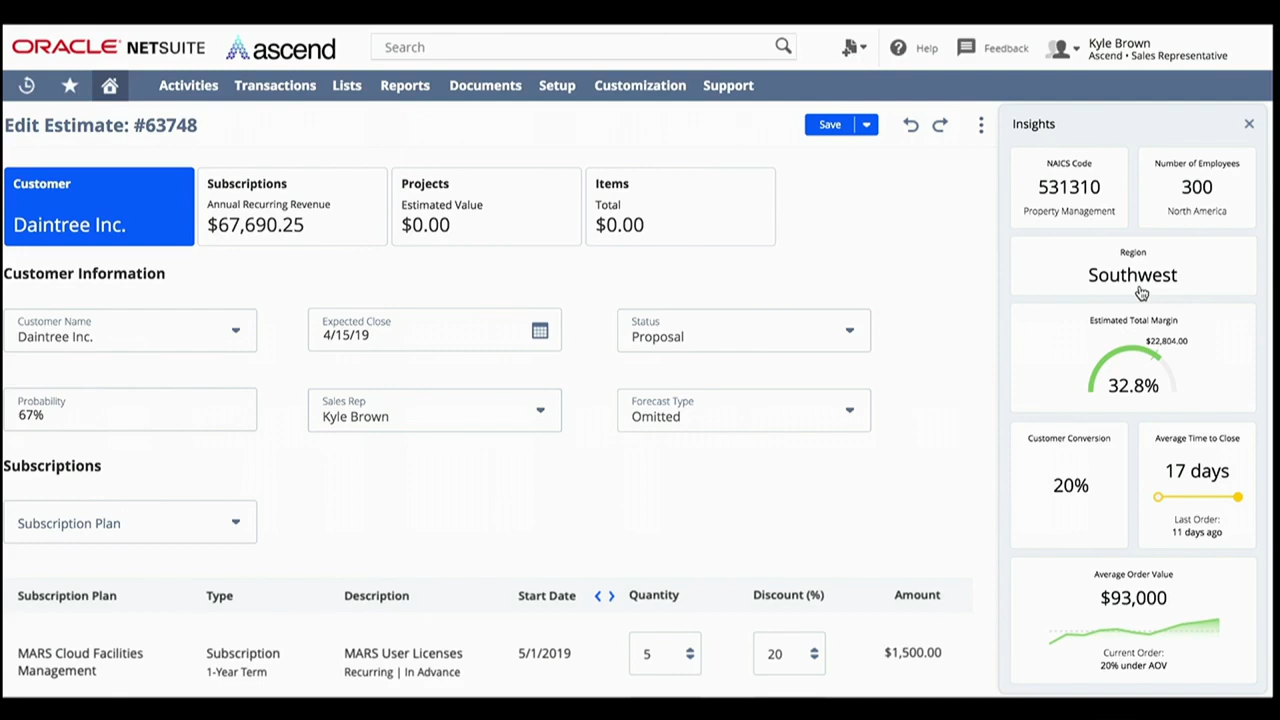 ORACLE NETSUITE ascend Search Help Feedback Kyle Brown
Ascend • Sales Representative
Activities Transactions Lists Reports Documents Setup Customization Support
Edit Estimate: #63748 Save
Customer
Daintree Inc.
Subscriptions
Annual Recurring Revenue
$67,690.25
Projects
Estimated Value
$0.00
Items
Total
$0.00
Customer Information
Customer Name
Daintree Inc.
Expected Close
4/15/19
Status
Proposal
Probability
67%
Sales Rep
Kyle Brown
Forecast Type
Omitted
Subscriptions
Subscription Plan
Subscription Plan Type Description Start Date < > Quantity Discount (%) Amount
MARS Cloud Facilities Subscription MARS User Licenses 5/1/2019 5 20 $1,500.00
Management 1-Year Term Recurring | In Advance
Insights
NAICS Code
531310
Property Management
Number of Employees
300
North America
Region
Southwest
Estimated Total Margin
$22,804.00
32.8%
Customer Conversion
20%
Average Time to Close
17 days
Last Order:
11 days ago
Average Order Value
$93,000
Current Order:
20% under AOV